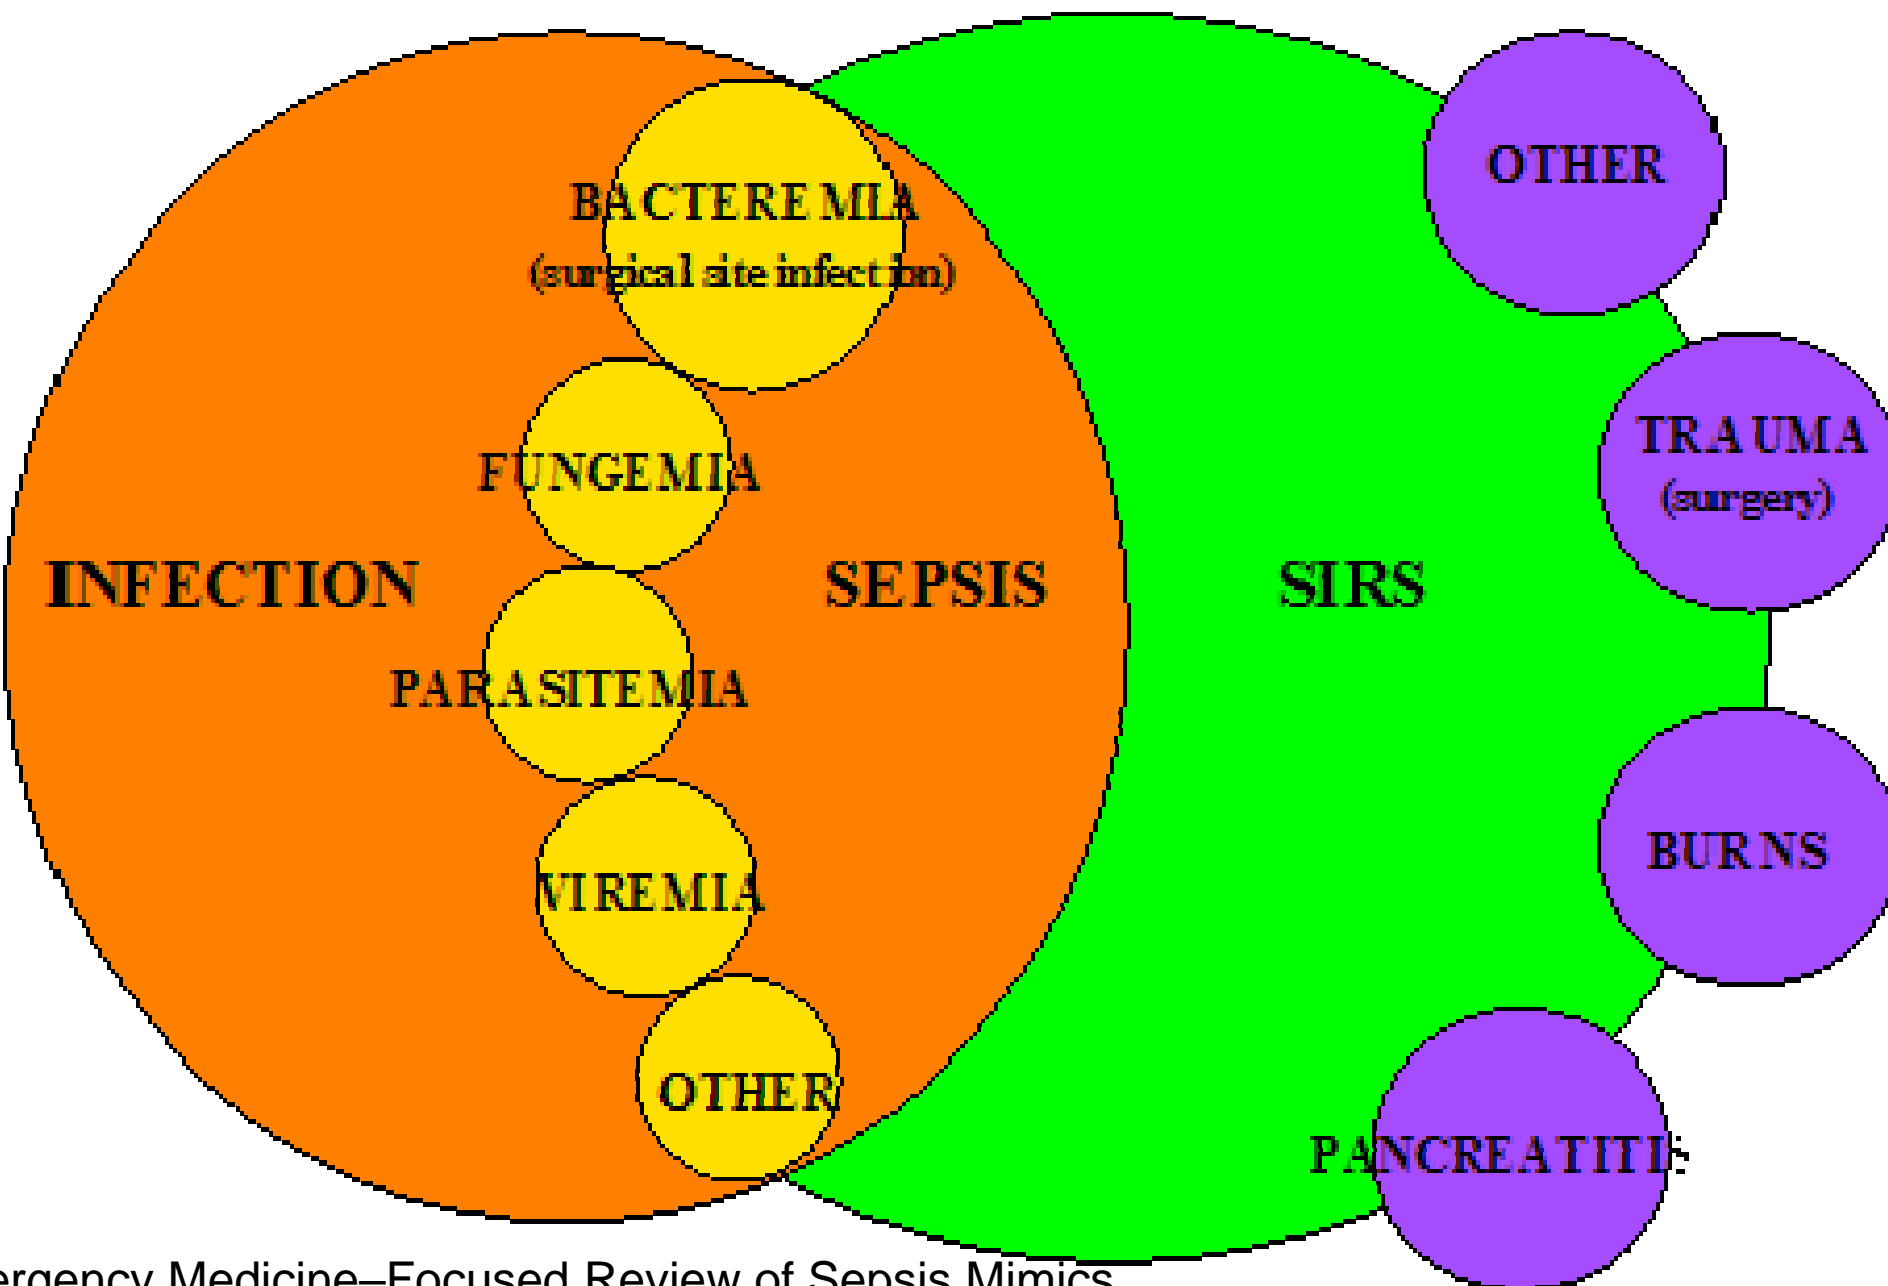 BACTEREMIA
(surgical site infection)
FUNGEMIA
PARASITEMIA
VIREMIA
OTHER
INFECTION
SEPSIS
SIRS
OTHER
TRAUMA
(surgery)
BURNS
PANCREATITIS
Medicine–Focused Review of Sepsis Mimics